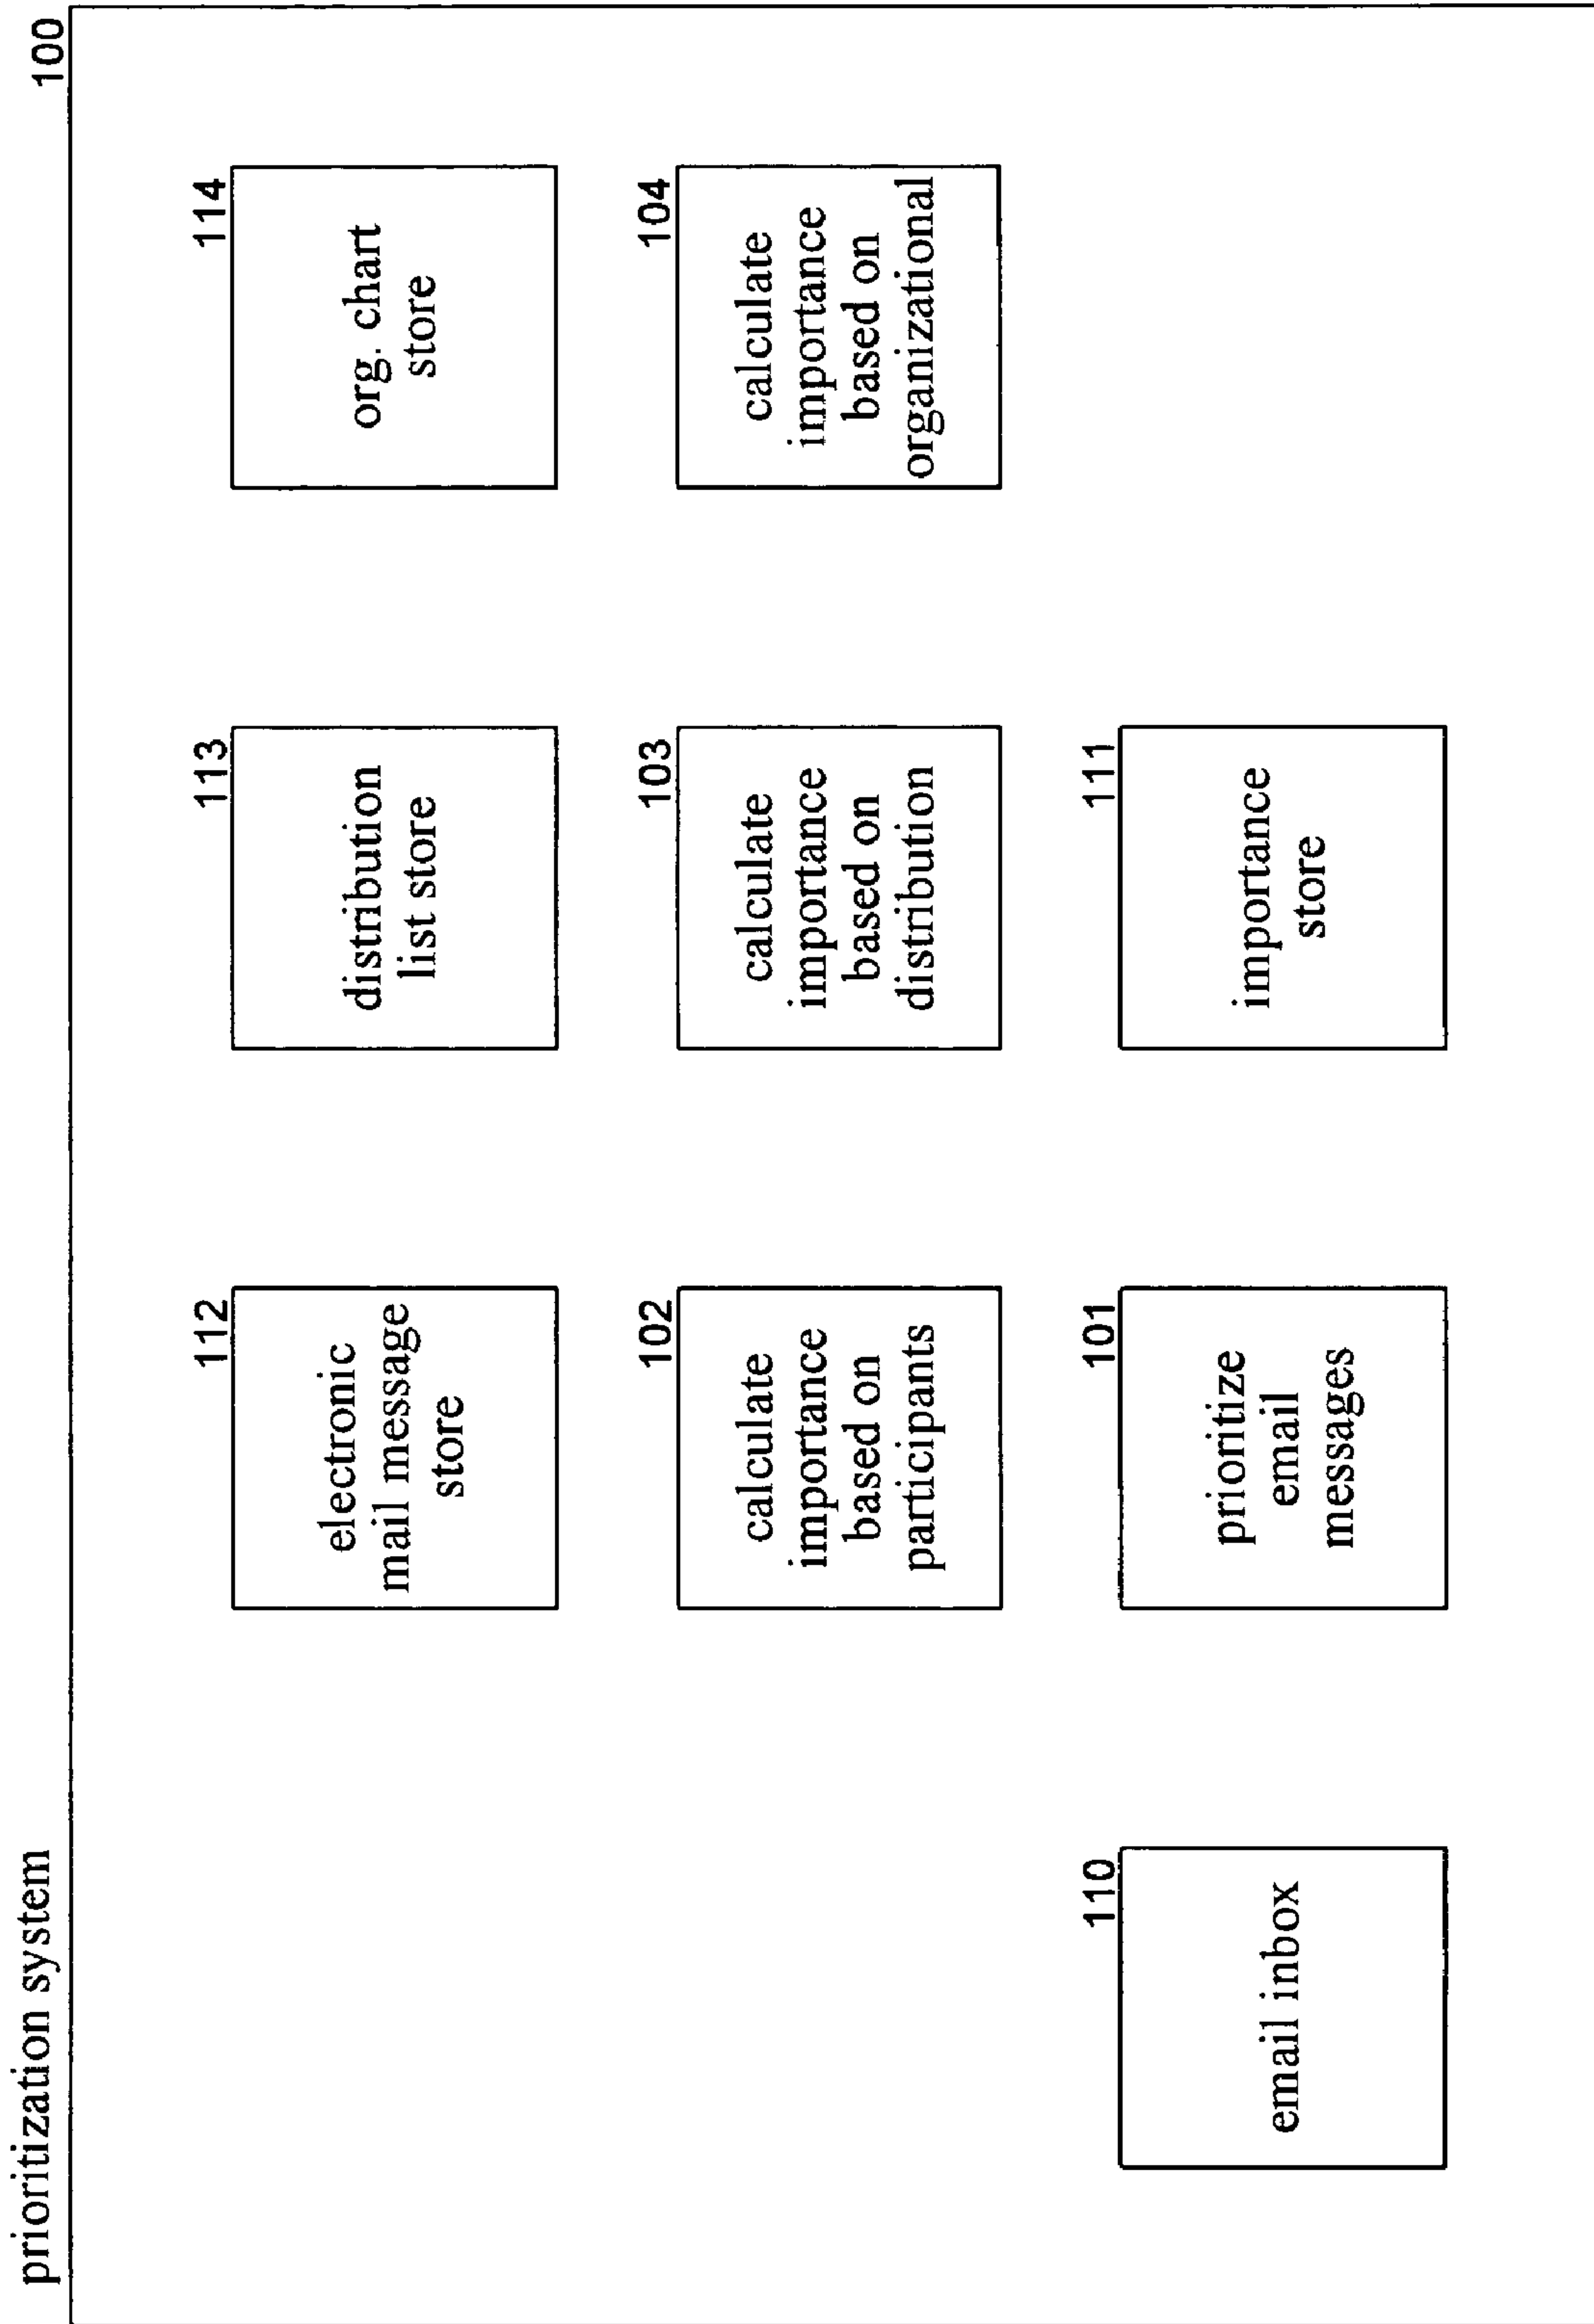 prioritization system
100
112
electronic
mail message
store
113
distribution
list store
114
org. chart
store
102
calculate
importance
based on
participants
103
calculate
importance
based on
distribution
104
calculate
importance
based on
organizational
110
email inbox
101
prioritize
email
messages
111
importance
store